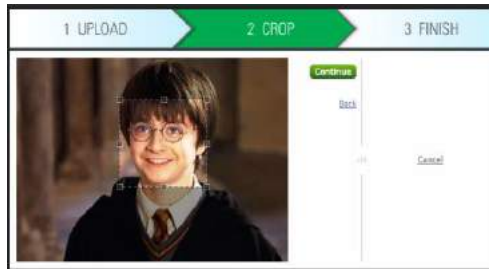 1 UPLOAD
2 CROP
3 FINISH
Continue
Back
Cancel